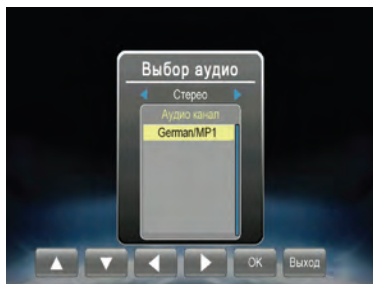 Выбор аудио
Стерео
Аудио канал
German/MP1
OK
Выход